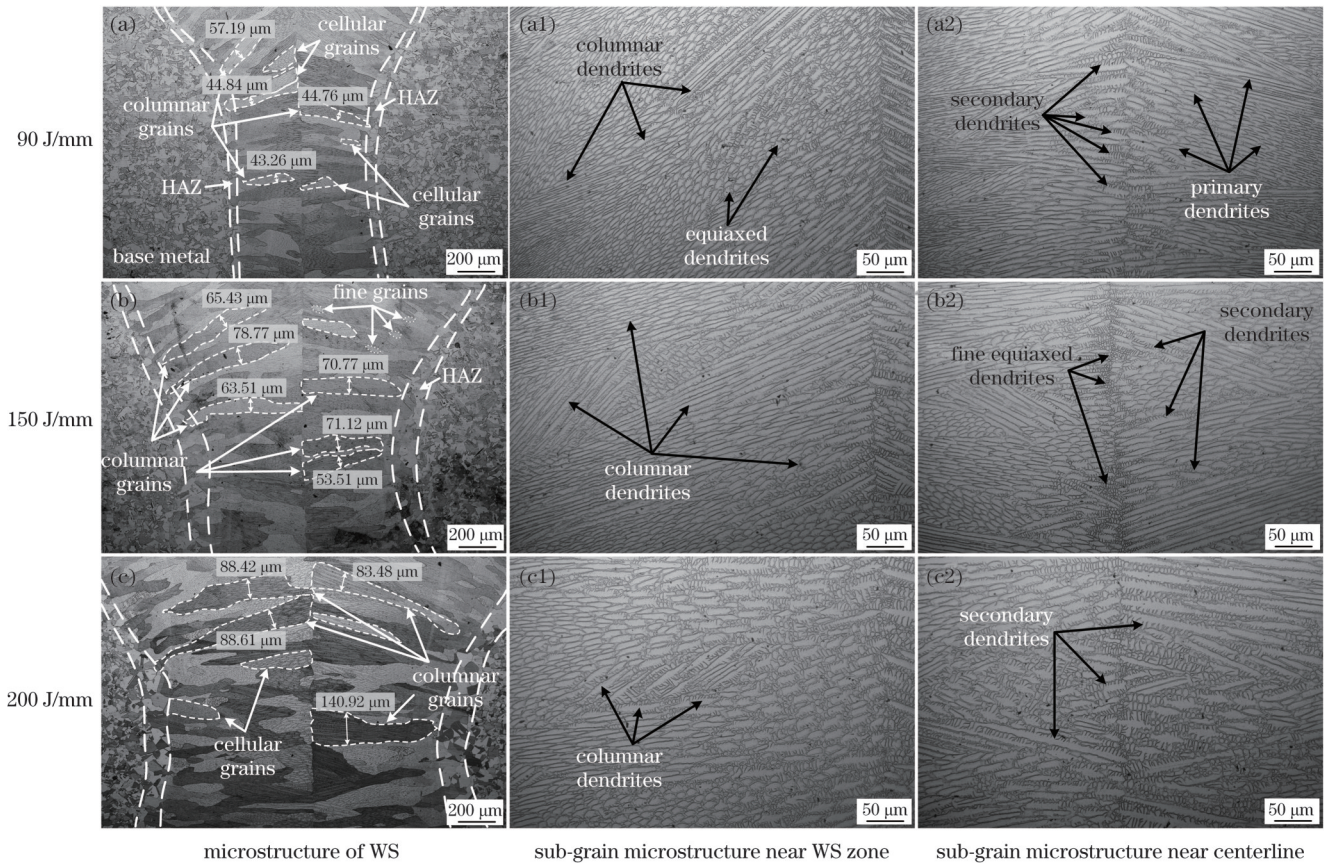 90 J/mm
(a)
57.19 μm
cellular
grains
44.84 μm
44.76 μm
HAZ
columnar
grains
43.26 μm
HAZ
cellular
grains
base metal
200 μm
(a1)
columnar
dendrites
equiaxed
dendrites
50 μm
(a2)
secondary
dendrites
primary
dendrites
50 μm
150 J/mm
(b)
65.43 μm
fine grains
78.77 μm
70.77 μm
HAZ
63.51 μm
71.12 μm
columnar
grains
53.51 μm
200 μm
(b1)
columnar
dendrites
50 μm
(b2)
secondary
dendrites
fine equiaxed
dendrites
50 μm
200 J/mm
(c)
88.42 μm
83.48 μm
88.61 μm
columnar
grains
140.92 μm
cellular
grains
200 μm
(c1)
columnar
dendrites
50 μm
(c2)
secondary
dendrites
50 μm
microstructure of WS
sub-grain microstructure near WS zone
sub-grain microstructure near centerline